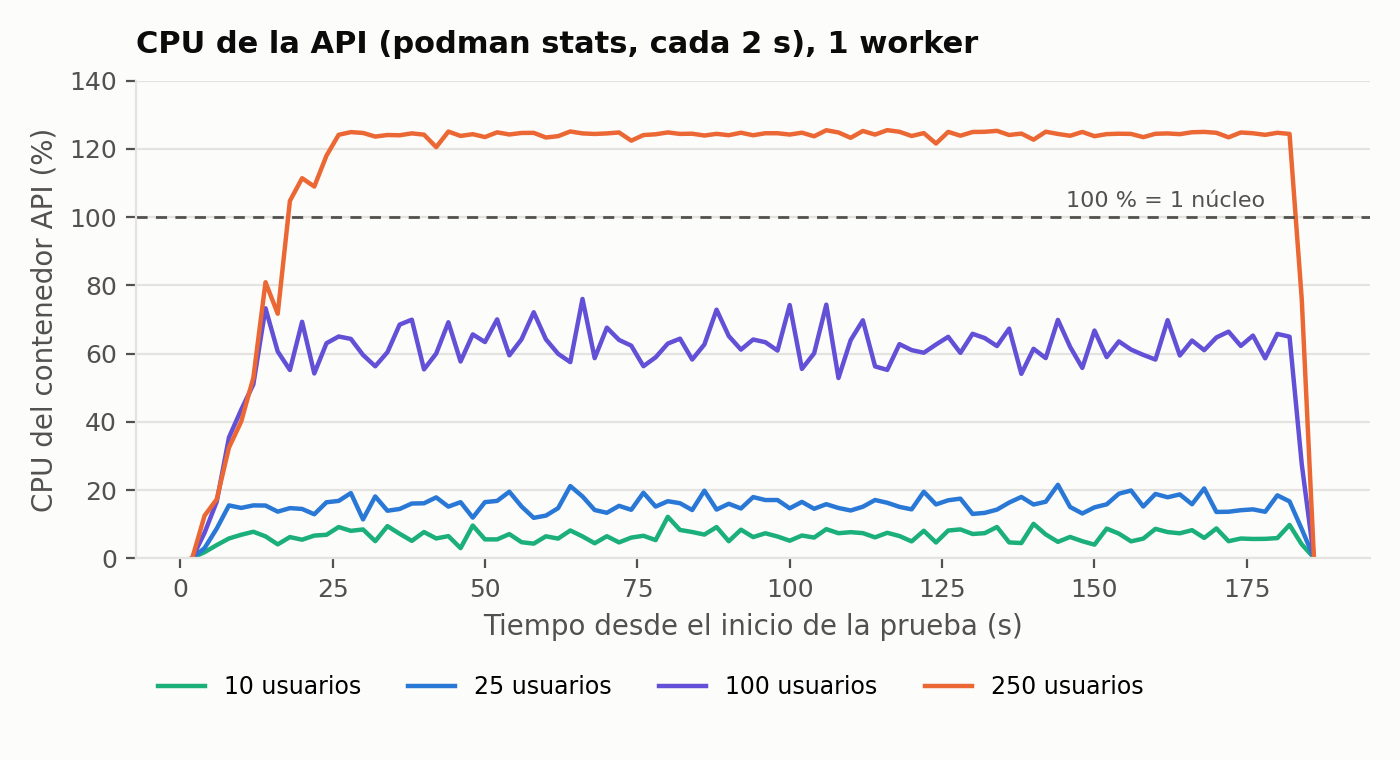 CPU de la API (podman stats, cada 2 s), 1 worker
CPU del contenedor API (%)
140
120
100
80
60
40
20
0
100 % = 1 núcleo
0 25 50 75 100 125 150 175
Tiempo desde el inicio de la prueba (s)
10 usuarios 25 usuarios 100 usuarios 250 usuarios